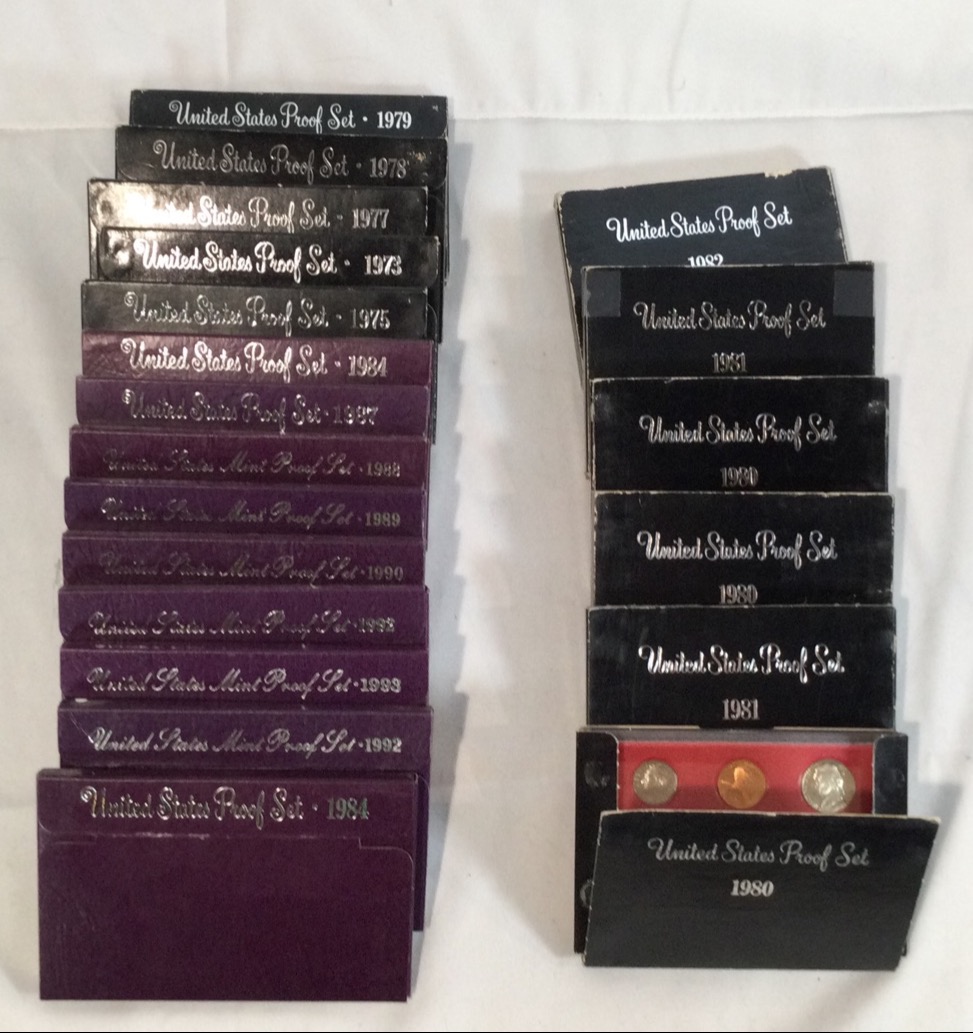 United States Proof Set · 1979
United States Proof Set · 1978
United States Proof Set · 1977
United States Proof Set · 1973
United States Proof Set · 1975
United States Proof Set · 1984
United States Proof Set · 1987
United States Mint Proof Set · 1988
United States Mint Proof Set · 1989
United States Mint Proof Set · 1990
United States Mint Proof Set ·
United States Mint Proof Set · 1993
United States Mint Proof Set · 1992
United States Proof Set · 1984
United States Proof Set
1982
United States Proof Set
1981
United States Proof Set
1980
United States Proof Set
1980
United States Proof Set
1981
United States Proof Set
1980